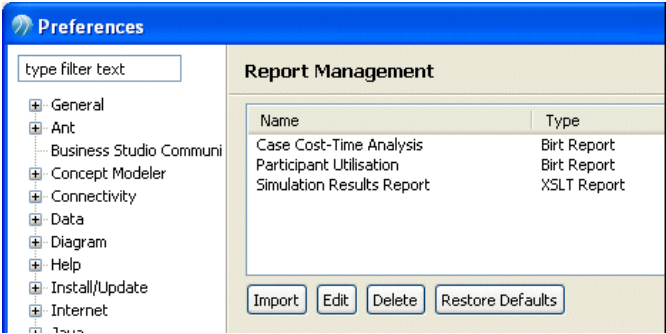 Preferences
type filter text
General
Ant
Business Studio Communi
Concept Modeler
Connectivity
Data
Diagram
Help
Install/Update
Internet
Java
Report Management
Name Type
Case Cost-Time Analysis Birt Report
Participant Utilisation Birt Report
Simulation Results Report XSLT Report
Import Edit Delete Restore Defaults